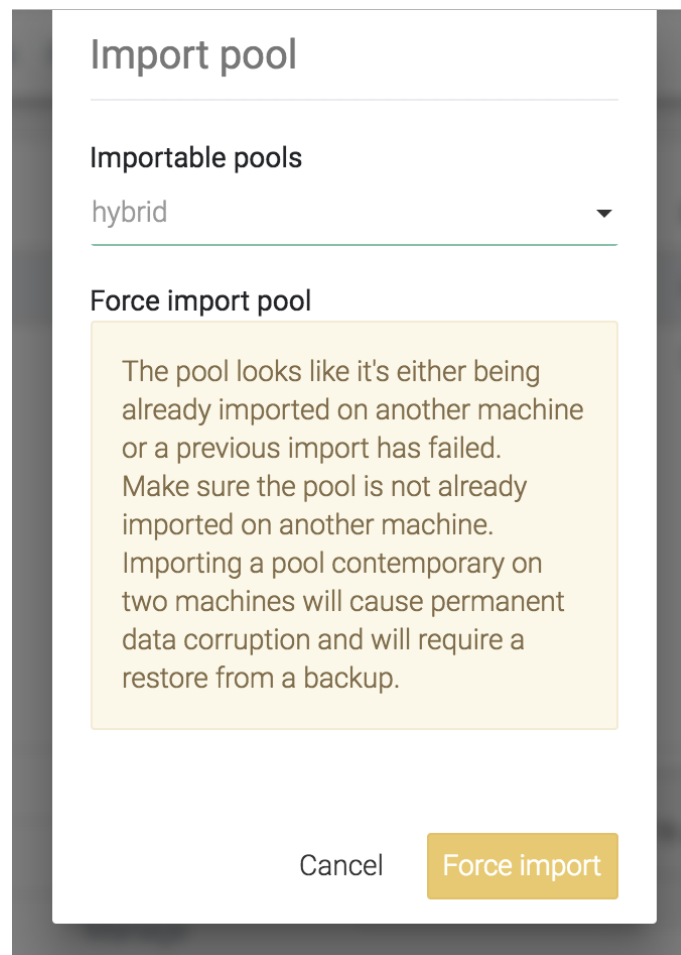 Import pool
Importable pools
hybrid
Force import pool
The pool looks like it's either being
already imported on another machine
or a previous import has failed.
Make sure the pool is not already
imported on another machine.
Importing a pool contemporary on
two machines will cause permanent
data corruption and will require a
restore from a backup.
Cancel
Force import